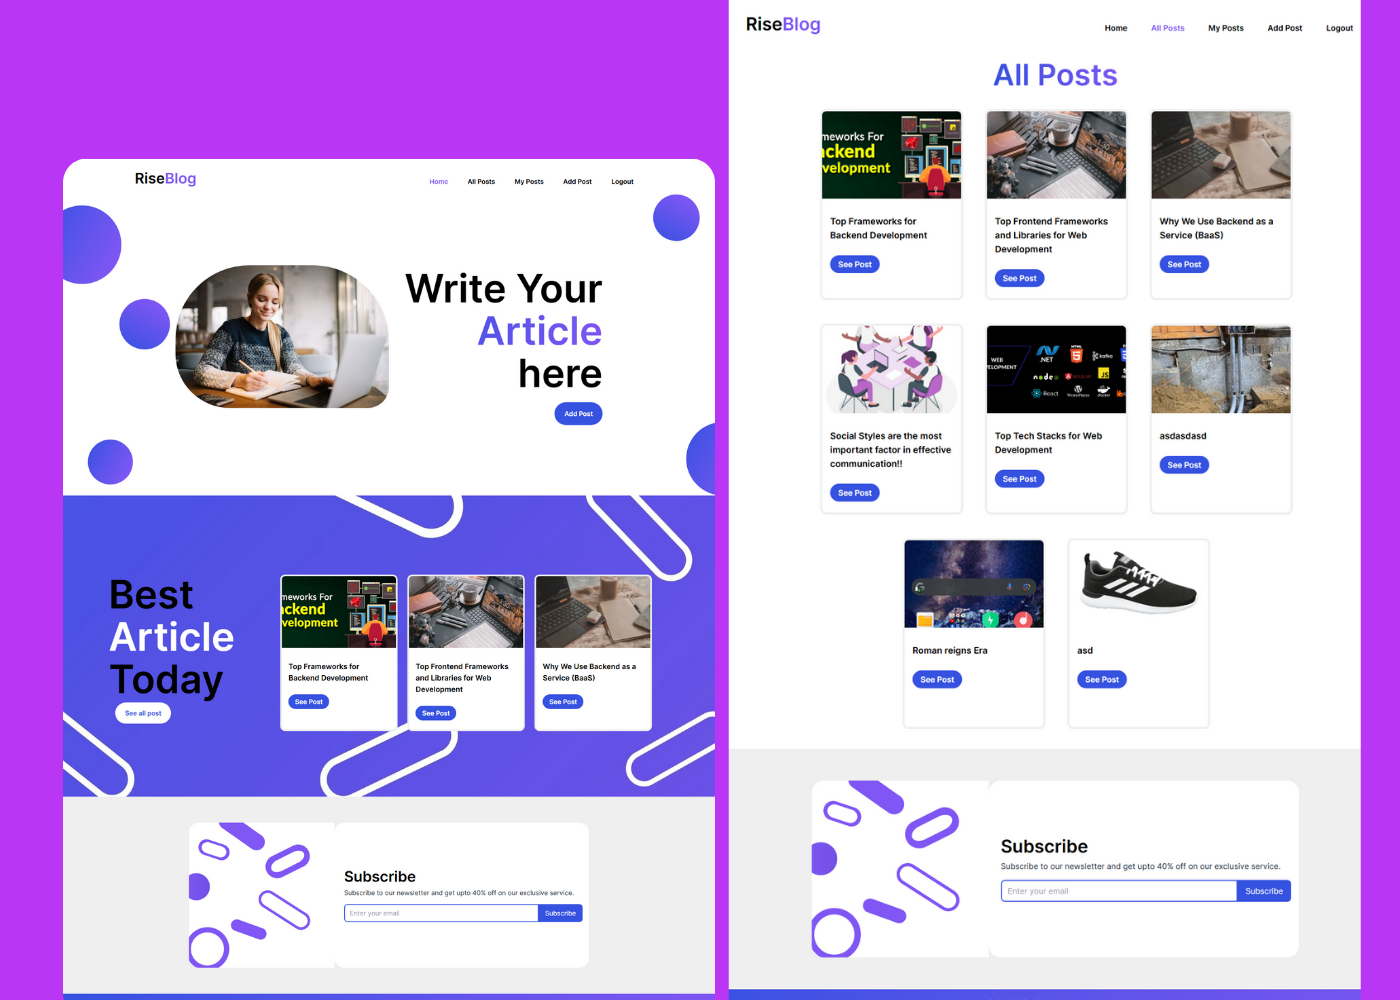 RiseBlog
Home All Posts My Posts Add Post Logout
Write Your
Article
here
Add Post
Best
Article
Today
See all post
meworks For
ackend
velopment
Top Frameworks for
Backend Development
See Post
Top Frontend Frameworks
and Libraries for Web
Development
See Post
Why We Use Backend as a
Service (BaaS)
See Post
Subscribe
Subscribe to our newsletter and get upto 40% off on our exclusive service.
Enter your email
Subscribe
RiseBlog
Home All Posts My Posts Add Post Logout
All Posts
meworks For
ackend
velopment
Top Frameworks for
Backend Development
See Post
Top Frontend Frameworks
and Libraries for Web
Development
See Post
Why We Use Backend as a
Service (BaaS)
See Post
Social Styles are the most
important factor in effective
communication!!
See Post
WEB
ELOPMENT
.NET
HTML
kafka
node
JS
React
WordPress
docker
Top Tech Stacks for Web
Development
See Post
asdasdasd
See Post
Roman reigns Era
See Post
asd
See Post
Subscribe
Subscribe to our newsletter and get upto 40% off on our exclusive service.
Enter your email
Subscribe